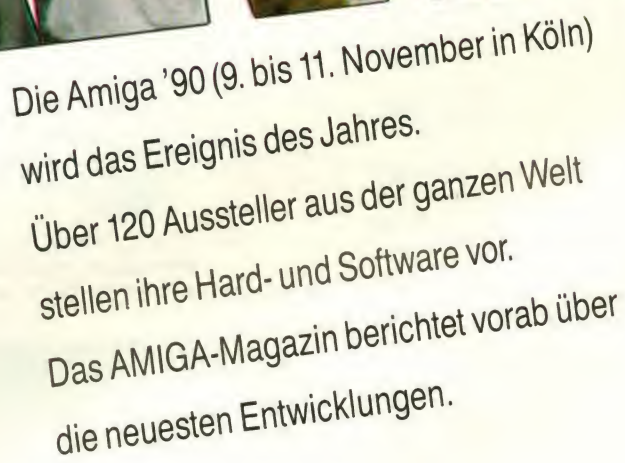 Die Amiga ’90 (9. bis 11. November in Köln)
wird das Ereignis des Jahres.
Über 120 Aussteller aus der ganzen Welt
stellen ihre Hard- und Software vor.
Das AMIGA-Magazin berichtet vorab über
die neuesten Entwicklungen.